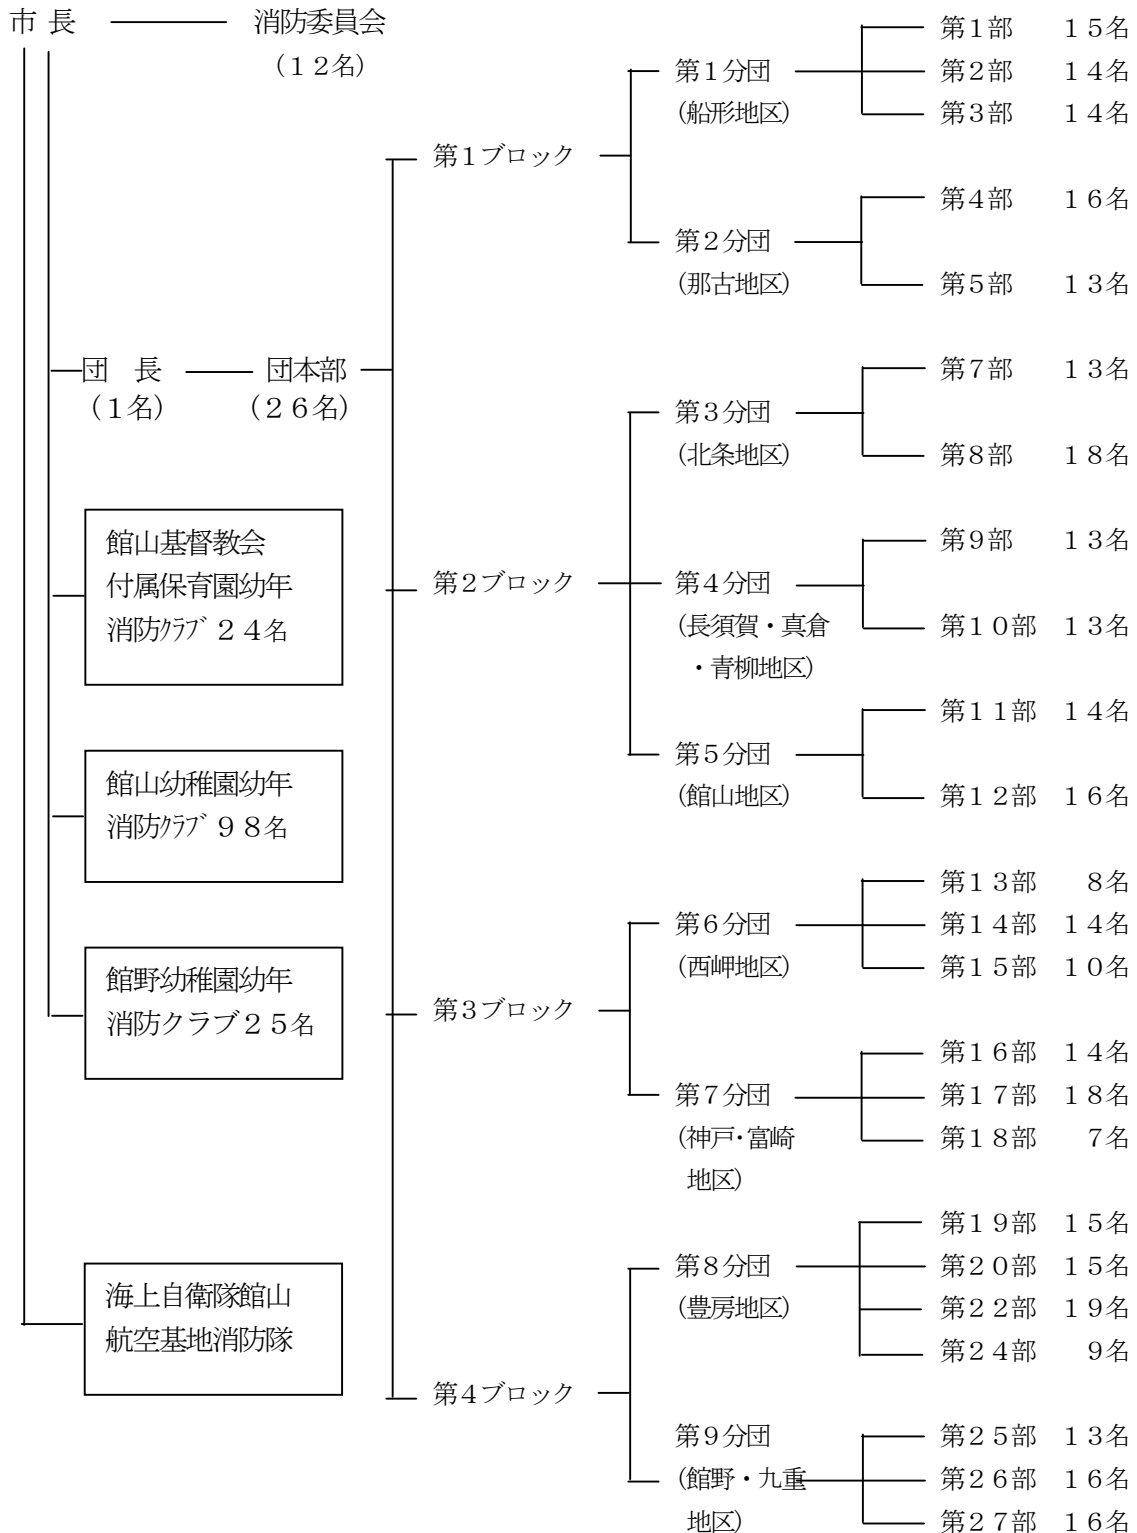 市 長
消防委員会
(１２名)
団　長
(１名)
団本部
(２６名)
館山基督教会
付属保育園幼年
消防ｸﾗﾌﾞ ２４名
館山幼稚園幼年
消防ｸﾗﾌﾞ ９８名
館野幼稚園幼年
消防クラブ２５名
海上自衛隊館山
航空基地消防隊
第１ブロック
第１分団
(船形地区)
第１部　１５名
第２部　１４名
第３部　１４名
第２分団
(那古地区)
第４部　１６名
第５部　１３名
第２ブロック
第３分団
(北条地区)
第７部　１３名
第８部　１８名
第４分団
(長須賀・真倉
・青柳地区)
第９部　１３名
第１０部　１３名
第５分団
(館山地区)
第１１部　１４名
第１２部　１６名
第３ブロック
第６分団
(西岬地区)
第１３部　８名
第１４部　１４名
第１５部　１０名
第７分団
(神戸・富崎
地区)
第１６部　１４名
第１７部　１８名
第１８部　７名
第４ブロック
第８分団
(豊房地区)
第１９部　１５名
第２０部　１５名
第２２部　１９名
第２４部　９名
第９分団
(館野・九重
地区)
第２５部　１３名
第２６部　１６名
第２７部　１６名